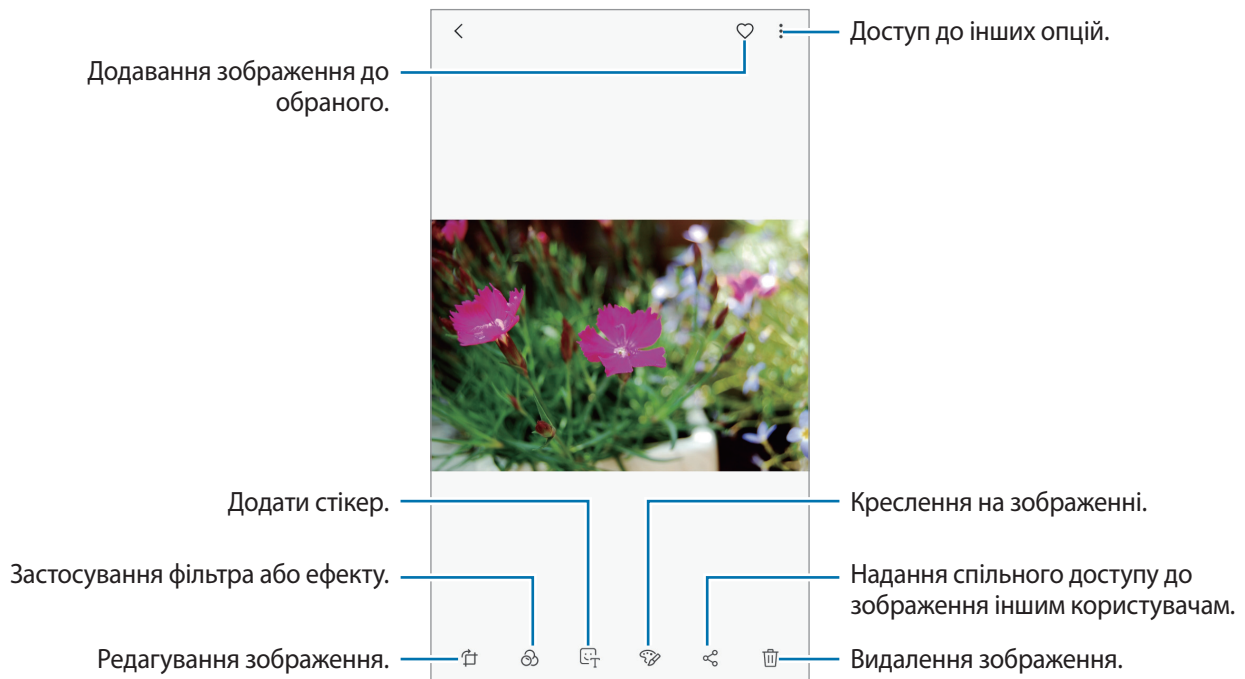 Доступ до інших опцій.
Додавання зображення до
обраного.
Додати стікер.
Креслення на зображенні.
Застосування фільтра або ефекту.
Надання спільного доступу до
зображення іншим користувачам.
Редагування зображення.
Видалення зображення.